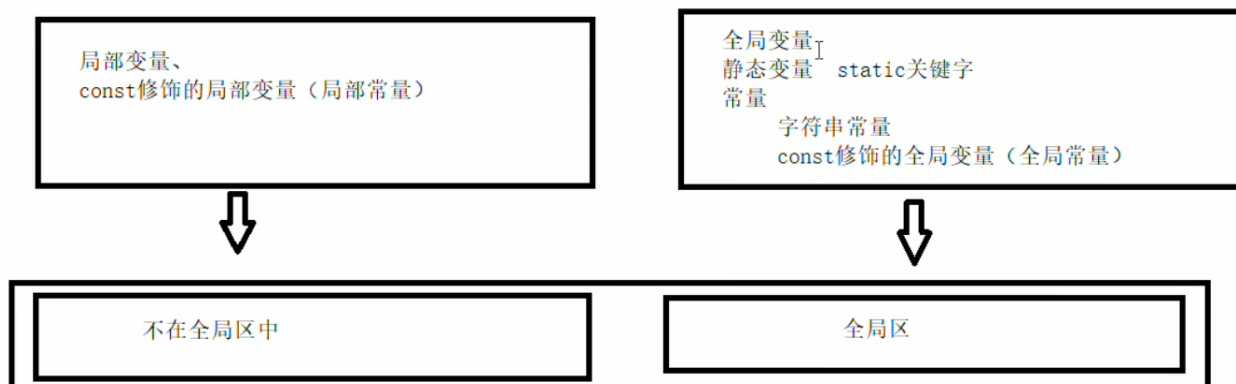 局部变量、
const修饰的局部变量（局部常量）
全局变量
静态变量 static关键字
常量
字符串常量
const修饰的全局变量（全局常量）
不在全局区中
全局区